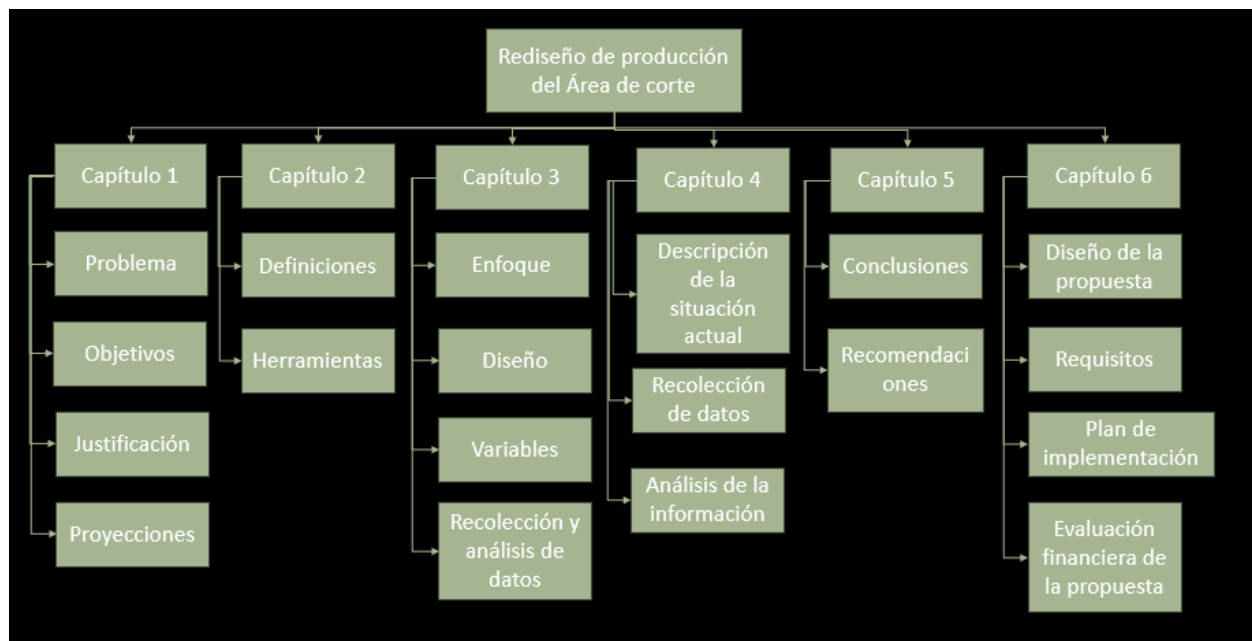 Rediseño de producción
del Área de corte
Capítulo 1
Problema
Objetivos
Justificación
Proyecciones
Capítulo 2
Definiciones
Herramientas
Capítulo 3
Enfoque
Diseño
Variables
Recolección y
análisis de
datos
Capítulo 4
Descripción
de la
situación
actual
Recolección
de datos
Análisis de la
información
Capítulo 5
Conclusiones
Recomendaci
ones
Capítulo 6
Diseño de la
propuesta
Requisitos
Plan de
implementación
Evaluación
financiera de
la propuesta